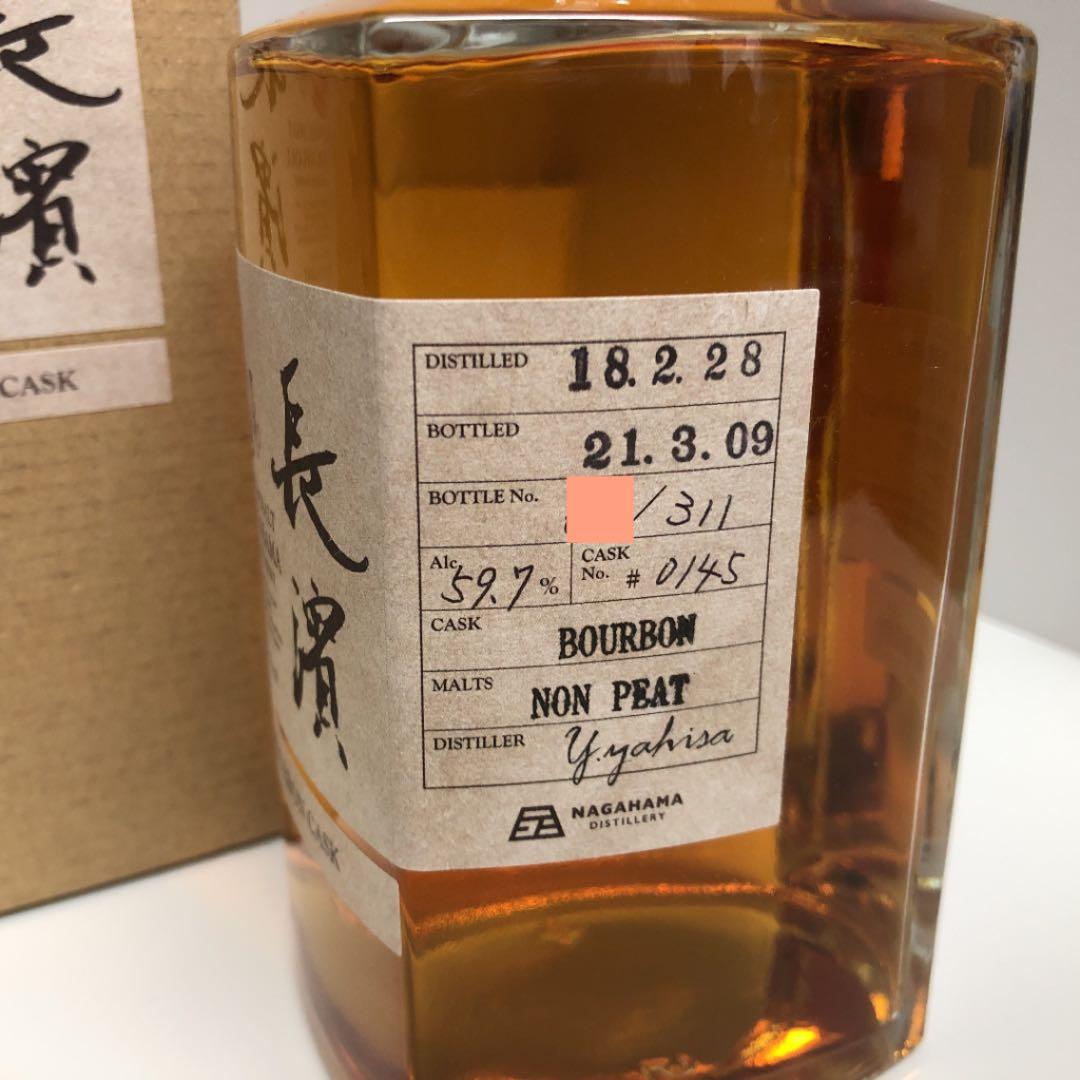 長濱
CASK
長濱
CASK
DISTILLED 18.2.28
BOTTLED 21.3.09
BOTTLE No. /311
Alc. 59.7 % CASK No. # 0145
CASK BOURBON
MALTS NON PEAT
DISTILLER Y.yahisa
NAGAHAMA
DISTILLERY